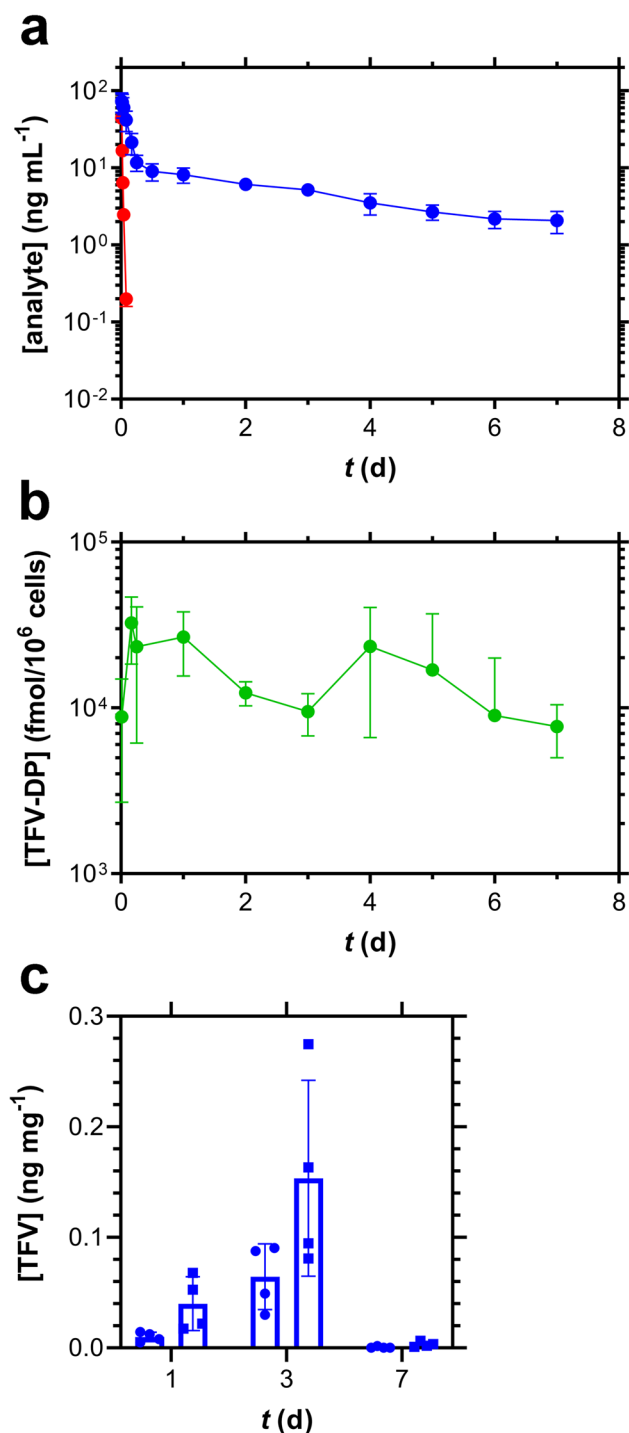 a
[analyte] (ng mL⁻¹)
10²
10¹
10⁰
10⁻¹
10⁻²
0 2 4 6 8
t (d)
b
[TFV-DP] (fmol/10⁶ cells)
10⁵
10⁴
10³
0 2 4 6 8
t (d)
c
[TFV] (ng mg⁻¹)
0.3
0.2
0.1
0.0
1 3 7
t (d)